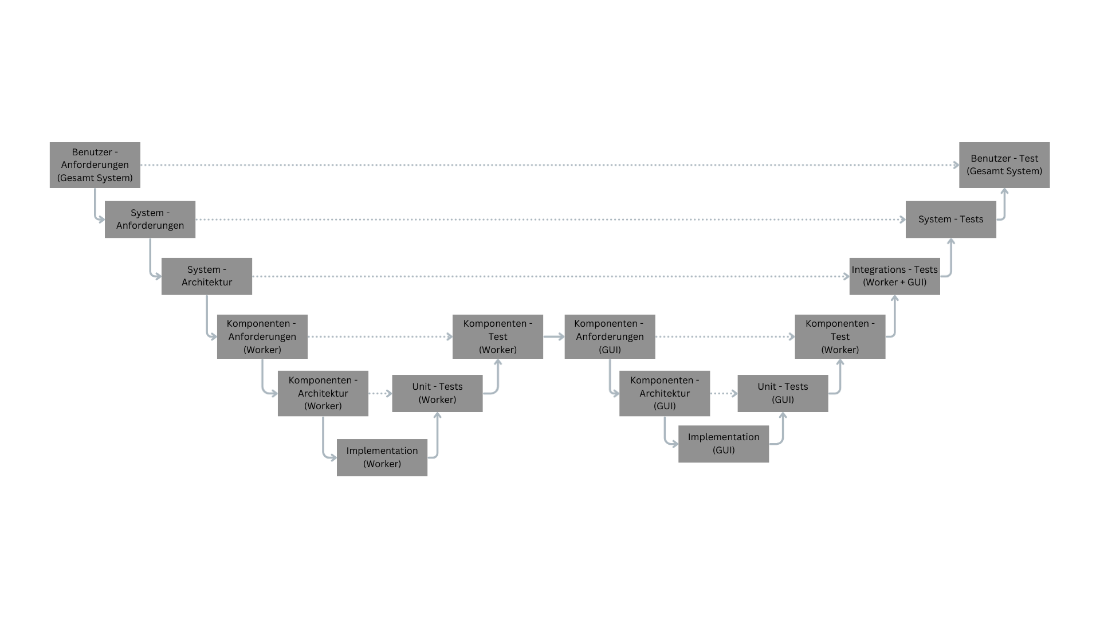 Benutzer -
Anforderungen
(Gesamt System)
Benutzer - Test
(Gesamt System)
System -
Anforderungen
System - Tests
System -
Architektur
Integrations - Tests
(Worker + GUI)
Komponenten -
Anforderungen
(Worker)
Komponenten -
Test
(Worker)
Komponenten -
Anforderungen
(GUI)
Komponenten -
Test
(Worker)
Komponenten -
Architektur
(Worker)
Unit - Tests
(Worker)
Komponenten -
Architektur
(GUI)
Unit - Tests
(GUI)
Implementation
(Worker)
Implementation
(GUI)